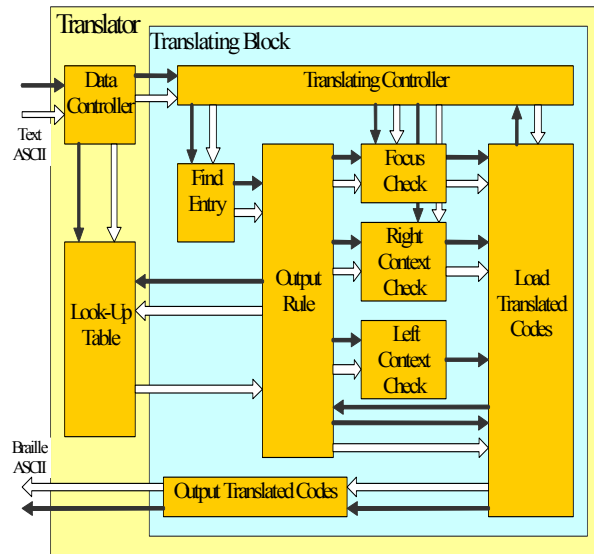 Translator
Translating Block
Data
Controller
Translating Controller
Text
ASCII
Find
Entry
Focus
Check
Right
Context
Check
Output
Rule
Load
Translated
Codes
Look-Up
Table
Left
Context
Check
Braille
ASCII
Output Translated Codes